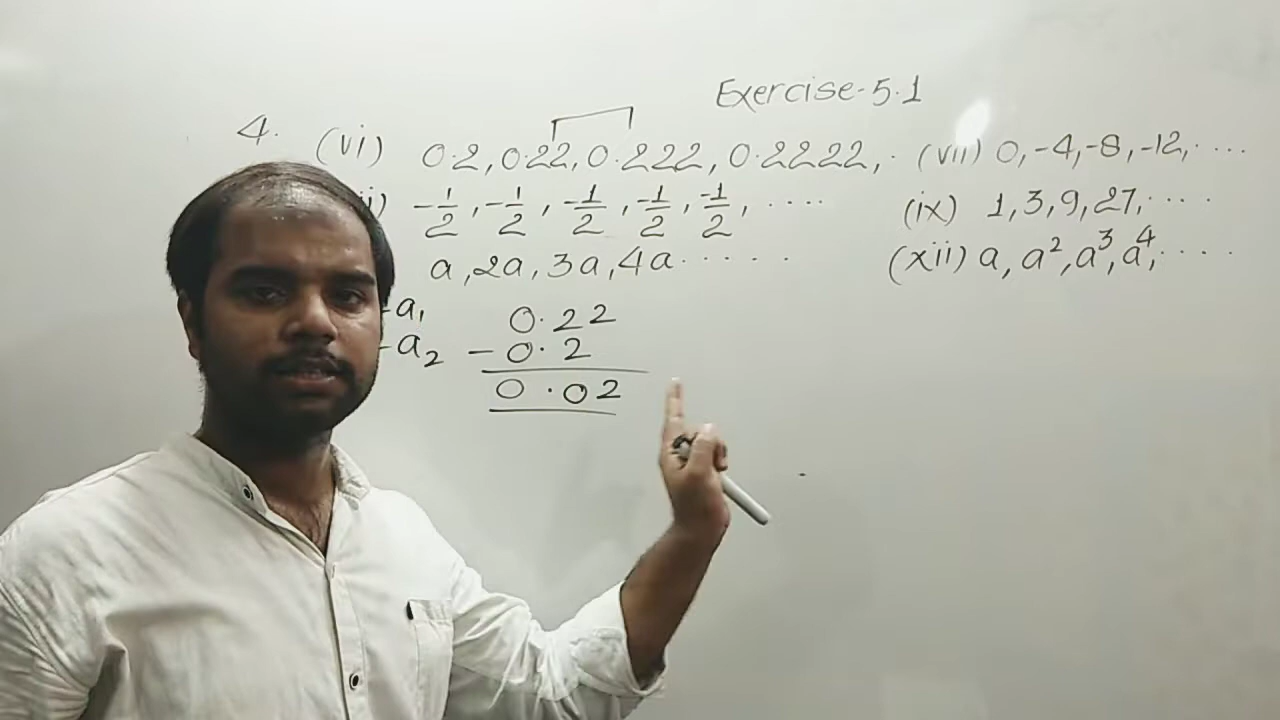 Exercise-5.1
4. (vi) 0.2, 0.22, 0.222, 0.2222, . (vii) 0, -4, -8, -12, ....
i) -1/2, -1/2, -1/2, -1/2, -1/2, .... (ix) 1, 3, 9, 27, ....
a, 2a, 3a, 4a ...... (xii) a, a², a³, a⁴, ....
-a₁ 0.22
-a₂ -0.2
0.02